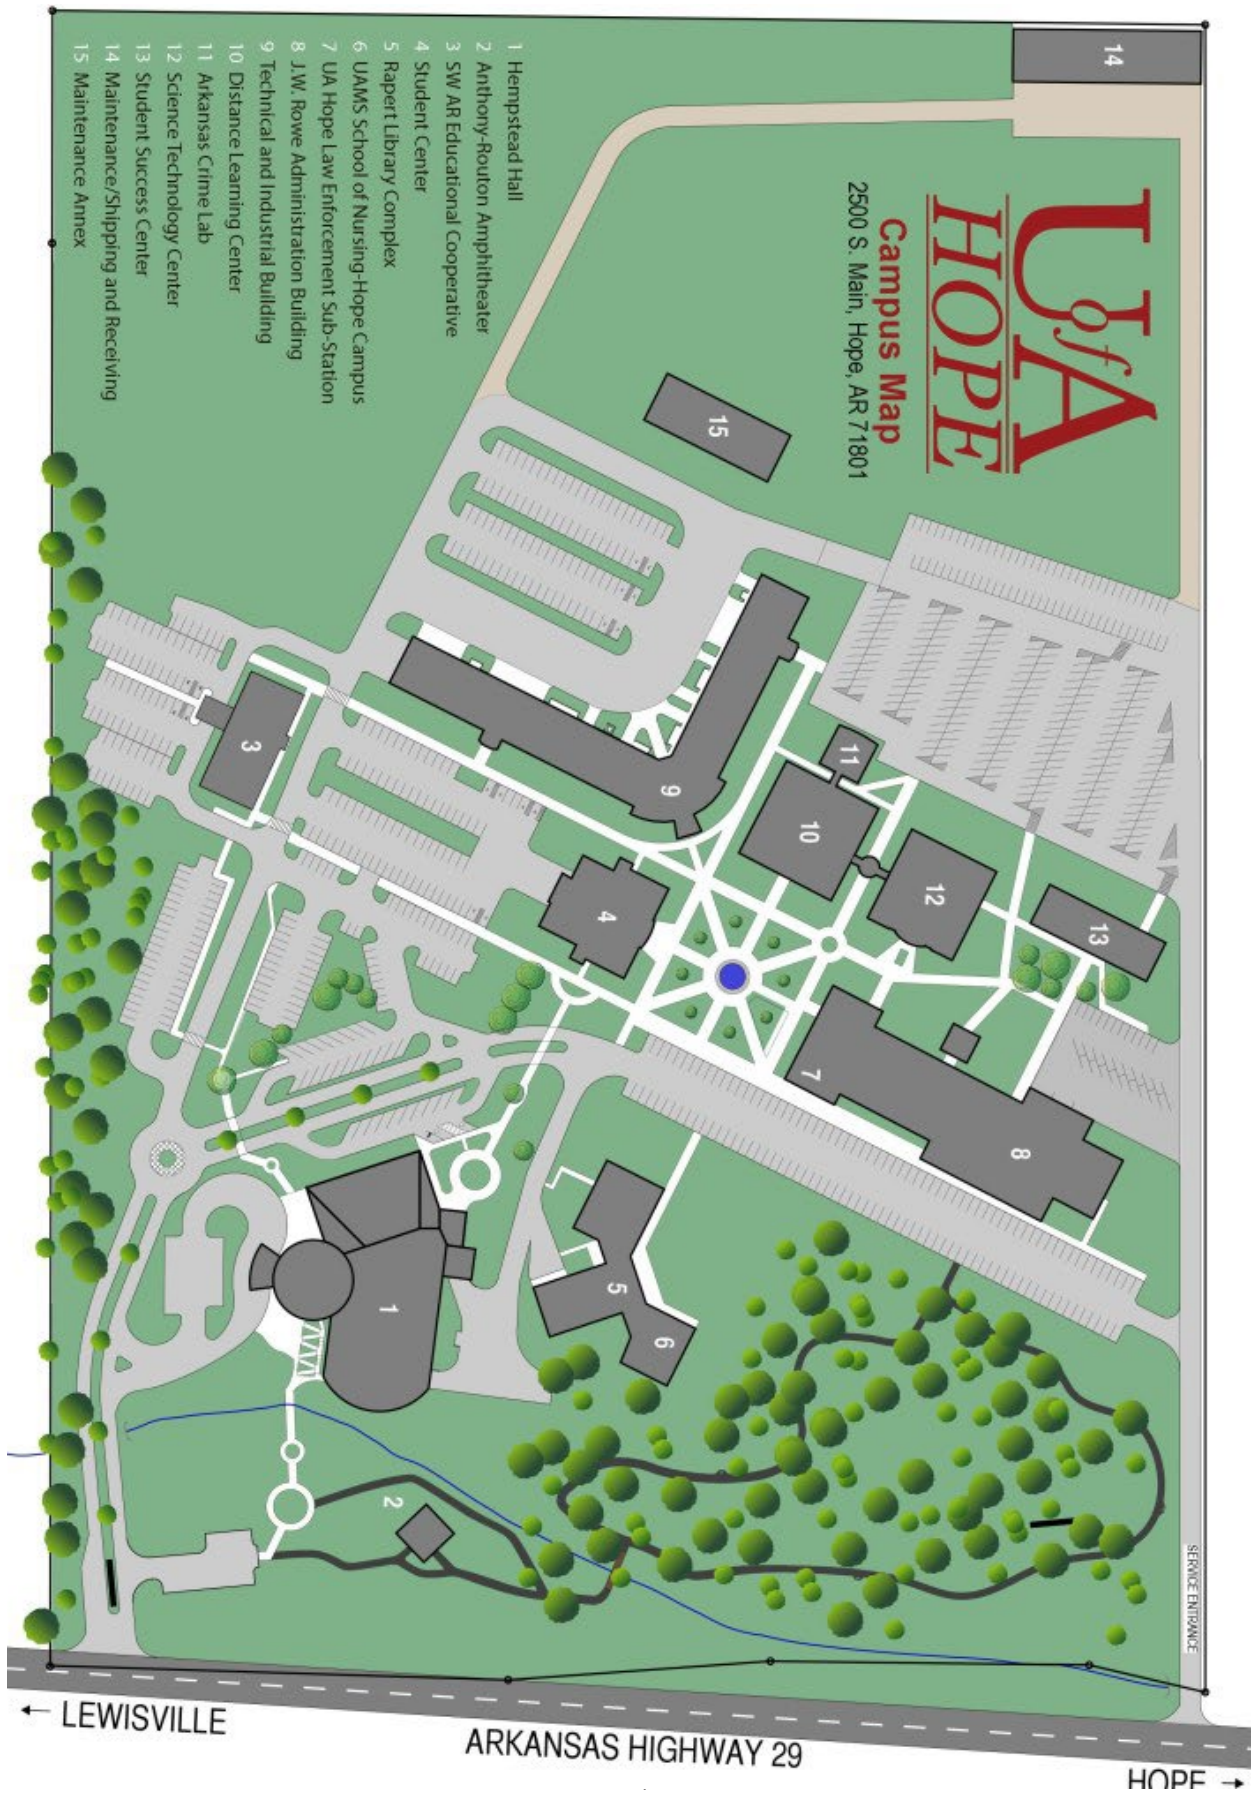 U of A
HOPE
Campus Map
2500 S. Main, Hope, AR 71801
1 Hempstead Hall
2 Anthony-Routon Amphitheater
3 SW AR Educational Cooperative
4 Student Center
5 Rapert Library Complex
6 UAMS School of Nursing-Hope Campus
7 UA Hope Law Enforcement Sub-Station
8 J.W. Rowe Administration Building
9 Technical and Industrial Building
10 Distance Learning Center
11 Arkansas Crime Lab
12 Science Technology Center
13 Student Success Center
14 Maintenance/Shipping and Receiving
15 Maintenance Annex
14
15
11
10
12
13
9
3
4
7
8
5
6
1
2
SERVICE ENTRANCE
← LEWISVILLE
ARKANSAS HIGHWAY 29
HOPE →